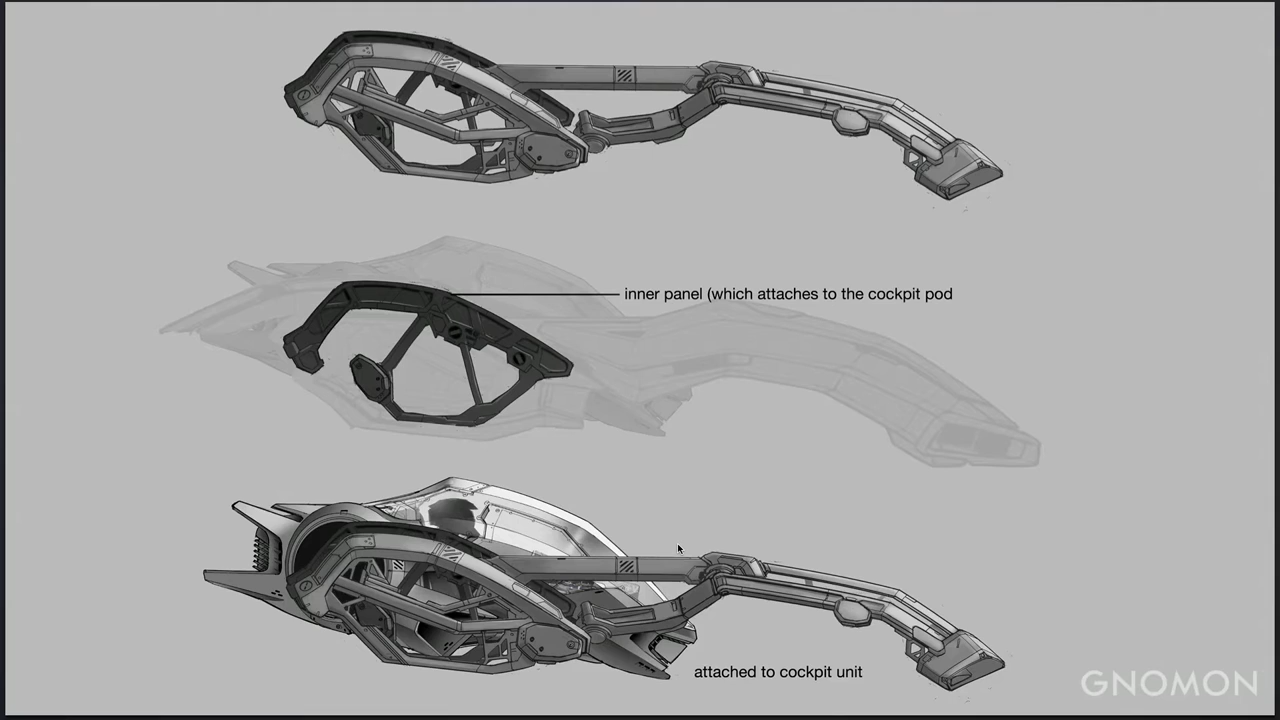 inner panel (which attaches to the cockpit pod
attached to cockpit unit
GNOMON